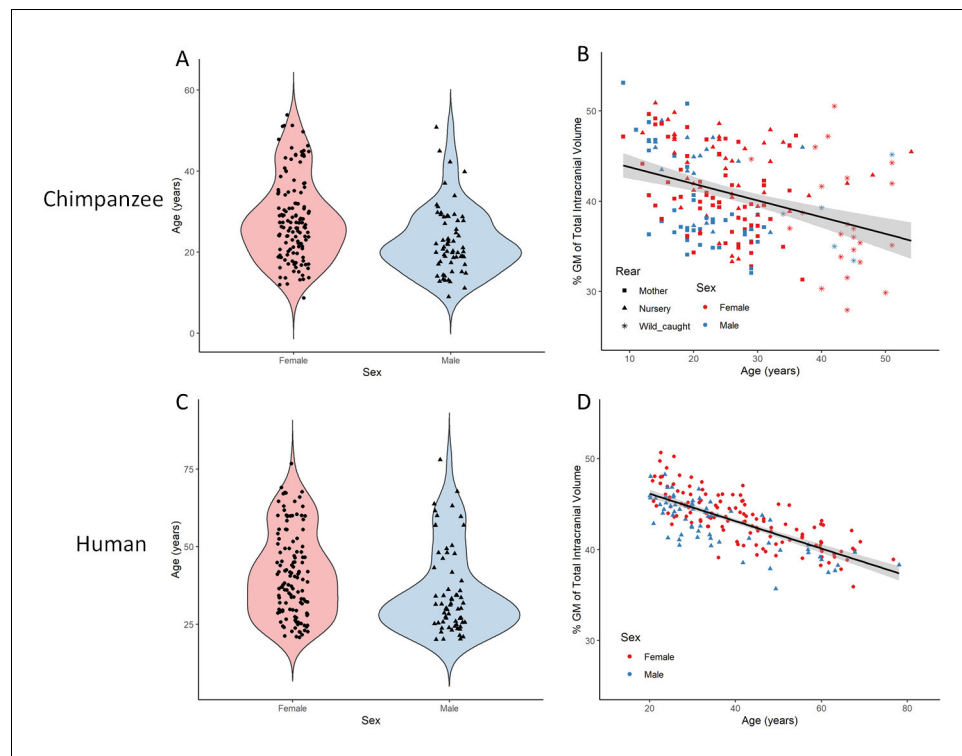 A
Age (years)
60
40
20
0
Female
Male
Sex
Chimpanzee
B
% GM of Total Intracranial Volume
50
40
30
Rear
Mother
Nursery
Wild_caught
Sex
Female
Male
10
20
30
40
50
Age (years)
C
Age (years)
75
50
25
Female
Male
Sex
Human
D
% GM of Total Intracranial Volume
50
40
30
Sex
Female
Male
20
40
60
80
Age (years)